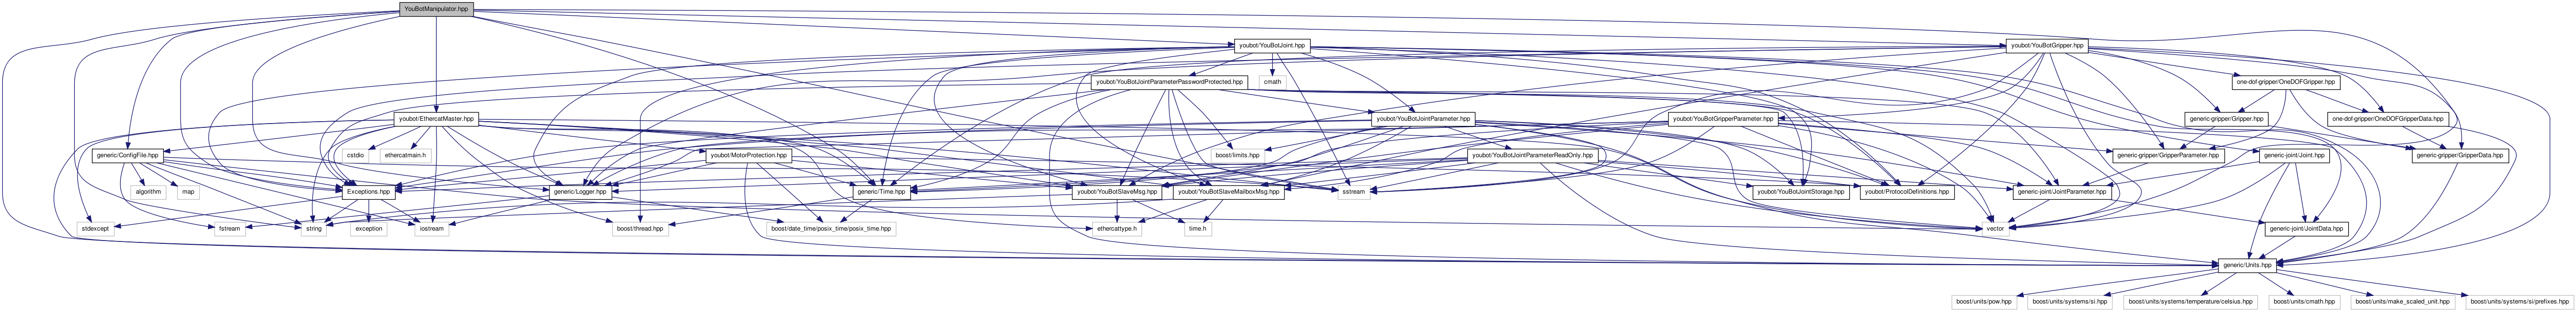 YouBotManipulator.hpp
youbot/YouBotJoint.hpp
youbot/YouBotGripper.hpp
youbot/YouBotJointParameterPasswordProtected.hpp
cmath
one-dof-gripper/OneDOFGripper.hpp
youbot/EthercatMaster.hpp
youbot/YouBotJointParameter.hpp
youbot/YouBotGripperParameter.hpp
generic-gripper/Gripper.hpp
one-dof-gripper/OneDOFGripperData.hpp
generic/ConfigFile.hpp
cstdio
ethercatmain.h
youbot/MotorProtection.hpp
boost/limits.hpp
youbot/YouBotJointParameterReadOnly.hpp
generic-gripper/GripperParameter.hpp
generic-joint/Joint.hpp
generic-gripper/GripperData.hpp
algorithm
map
Exceptions.hpp
generic/Logger.hpp
generic/Time.hpp
youbot/YouBotSlaveMsg.hpp
youbot/YouBotSlaveMailboxMsg.hpp
sstream
youbot/YouBotJointStorage.hpp
youbot/ProtocolDefinitions.hpp
generic-joint/JointParameter.hpp
stdexcept
fstream
string
exception
iostream
boost/thread.hpp
boost/date_time/posix_time/posix_time.hpp
ethercattype.h
time.h
vector
generic-joint/JointData.hpp
generic/Units.hpp
boost/units/pow.hpp
boost/units/systems/si.hpp
boost/units/systems/temperature/celsius.hpp
boost/units/cmath.hpp
boost/units/make_scaled_unit.hpp
boost/units/systems/si/prefixes.hpp